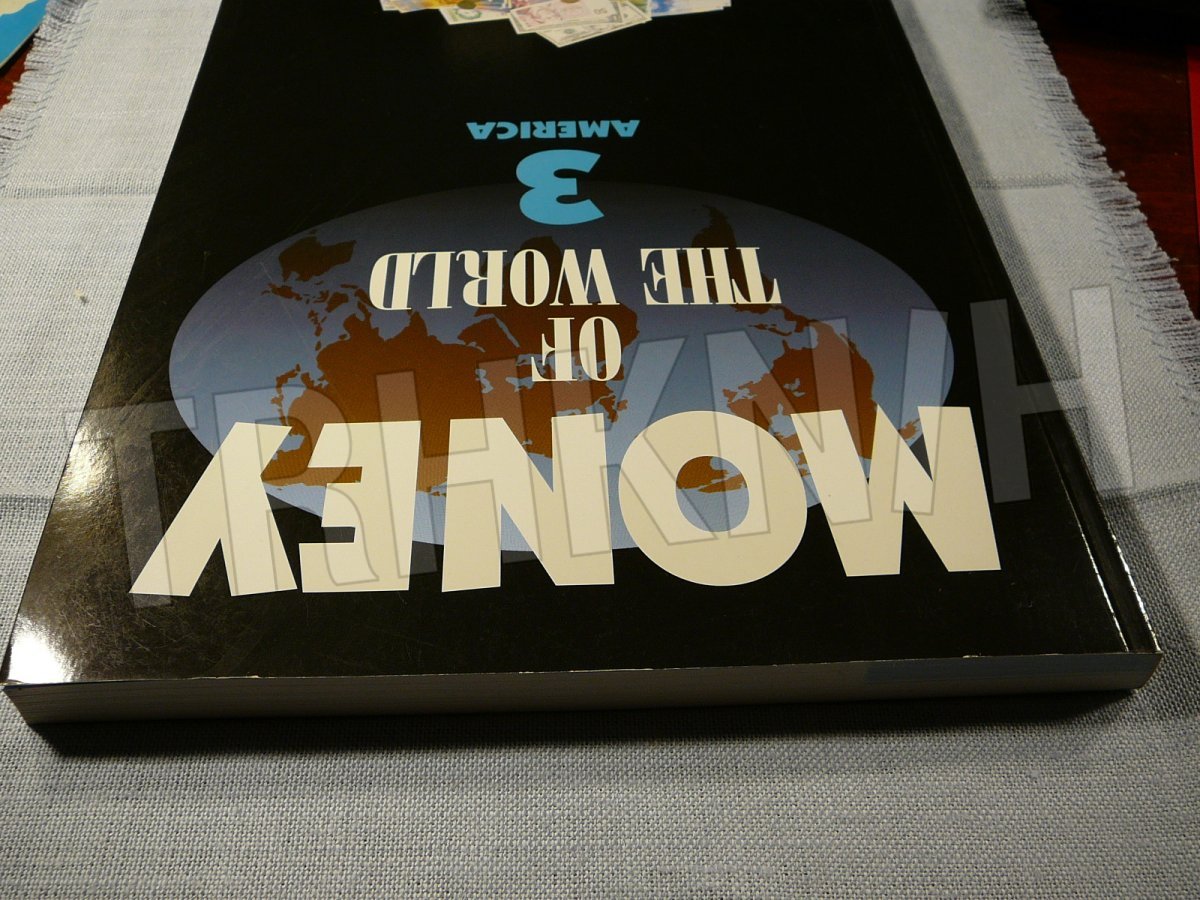 MONEY
OF
THE WORLD
3
AMERICA